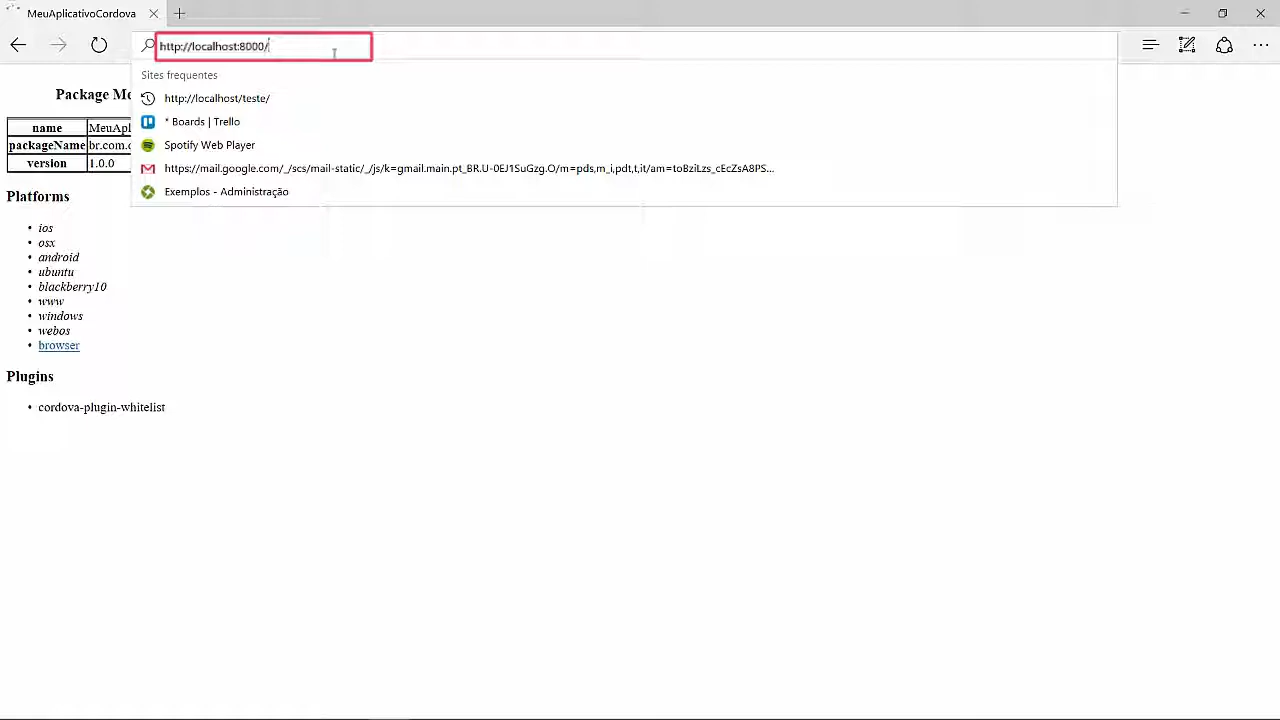 MeuAplicativoCordova
http://localhost:8000/
Sites frequentes
http://localhost/teste/
* Boards | Trello
Spotify Web Player
https://mail.google.com/_/scs/mail-static/_/js/k=gmail.main.pt_BR.U-0EJ1SuGzg.O/m=pds,m_i,pdt,t,it/am=toBziLzs_cEcZsA8PS...
Exemplos - Administração
Package Me
name MeuApl
packageName br.com.c
version 1.0.0
Platforms
• ios
• osx
• android
• ubuntu
• blackberry10
• www
• windows
• webos
• browser
Plugins
• cordova-plugin-whitelist